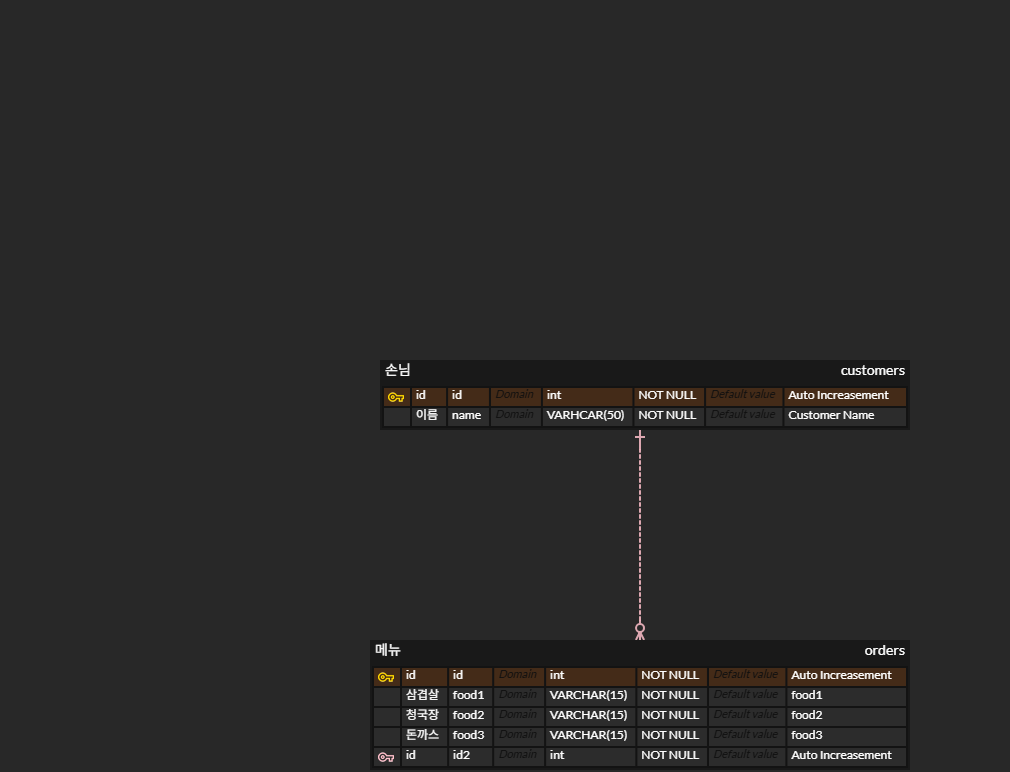 손님 customers
id id Domain int NOT NULL Default value Auto Increasement
이름 name Domain VARHCAR(50) NOT NULL Default value Customer Name
메뉴 orders
id id Domain int NOT NULL Default value Auto Increasement
삼겹살 food1 Domain VARCHAR(15) NOT NULL Default value food1
청국장 food2 Domain VARCHAR(15) NOT NULL Default value food2
돈까스 food3 Domain VARCHAR(15) NOT NULL Default value food3
id id2 Domain int NOT NULL Default value Auto Increasement